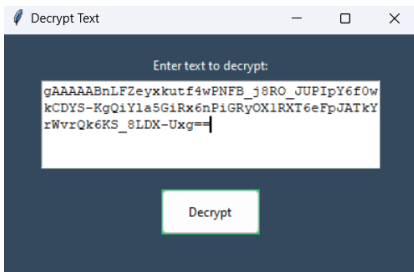 Decrypt Text
Enter text to decrypt:
gAAAAABnLFZeyxkutf4wPNFB_j8RO_JUPIpY6f0w
kCDYS-KgQiYla5GiRx6nPiGRyOX1RXT6eFpJATkY
rWvrQk6KS_8LDX-Uxg==
Decrypt